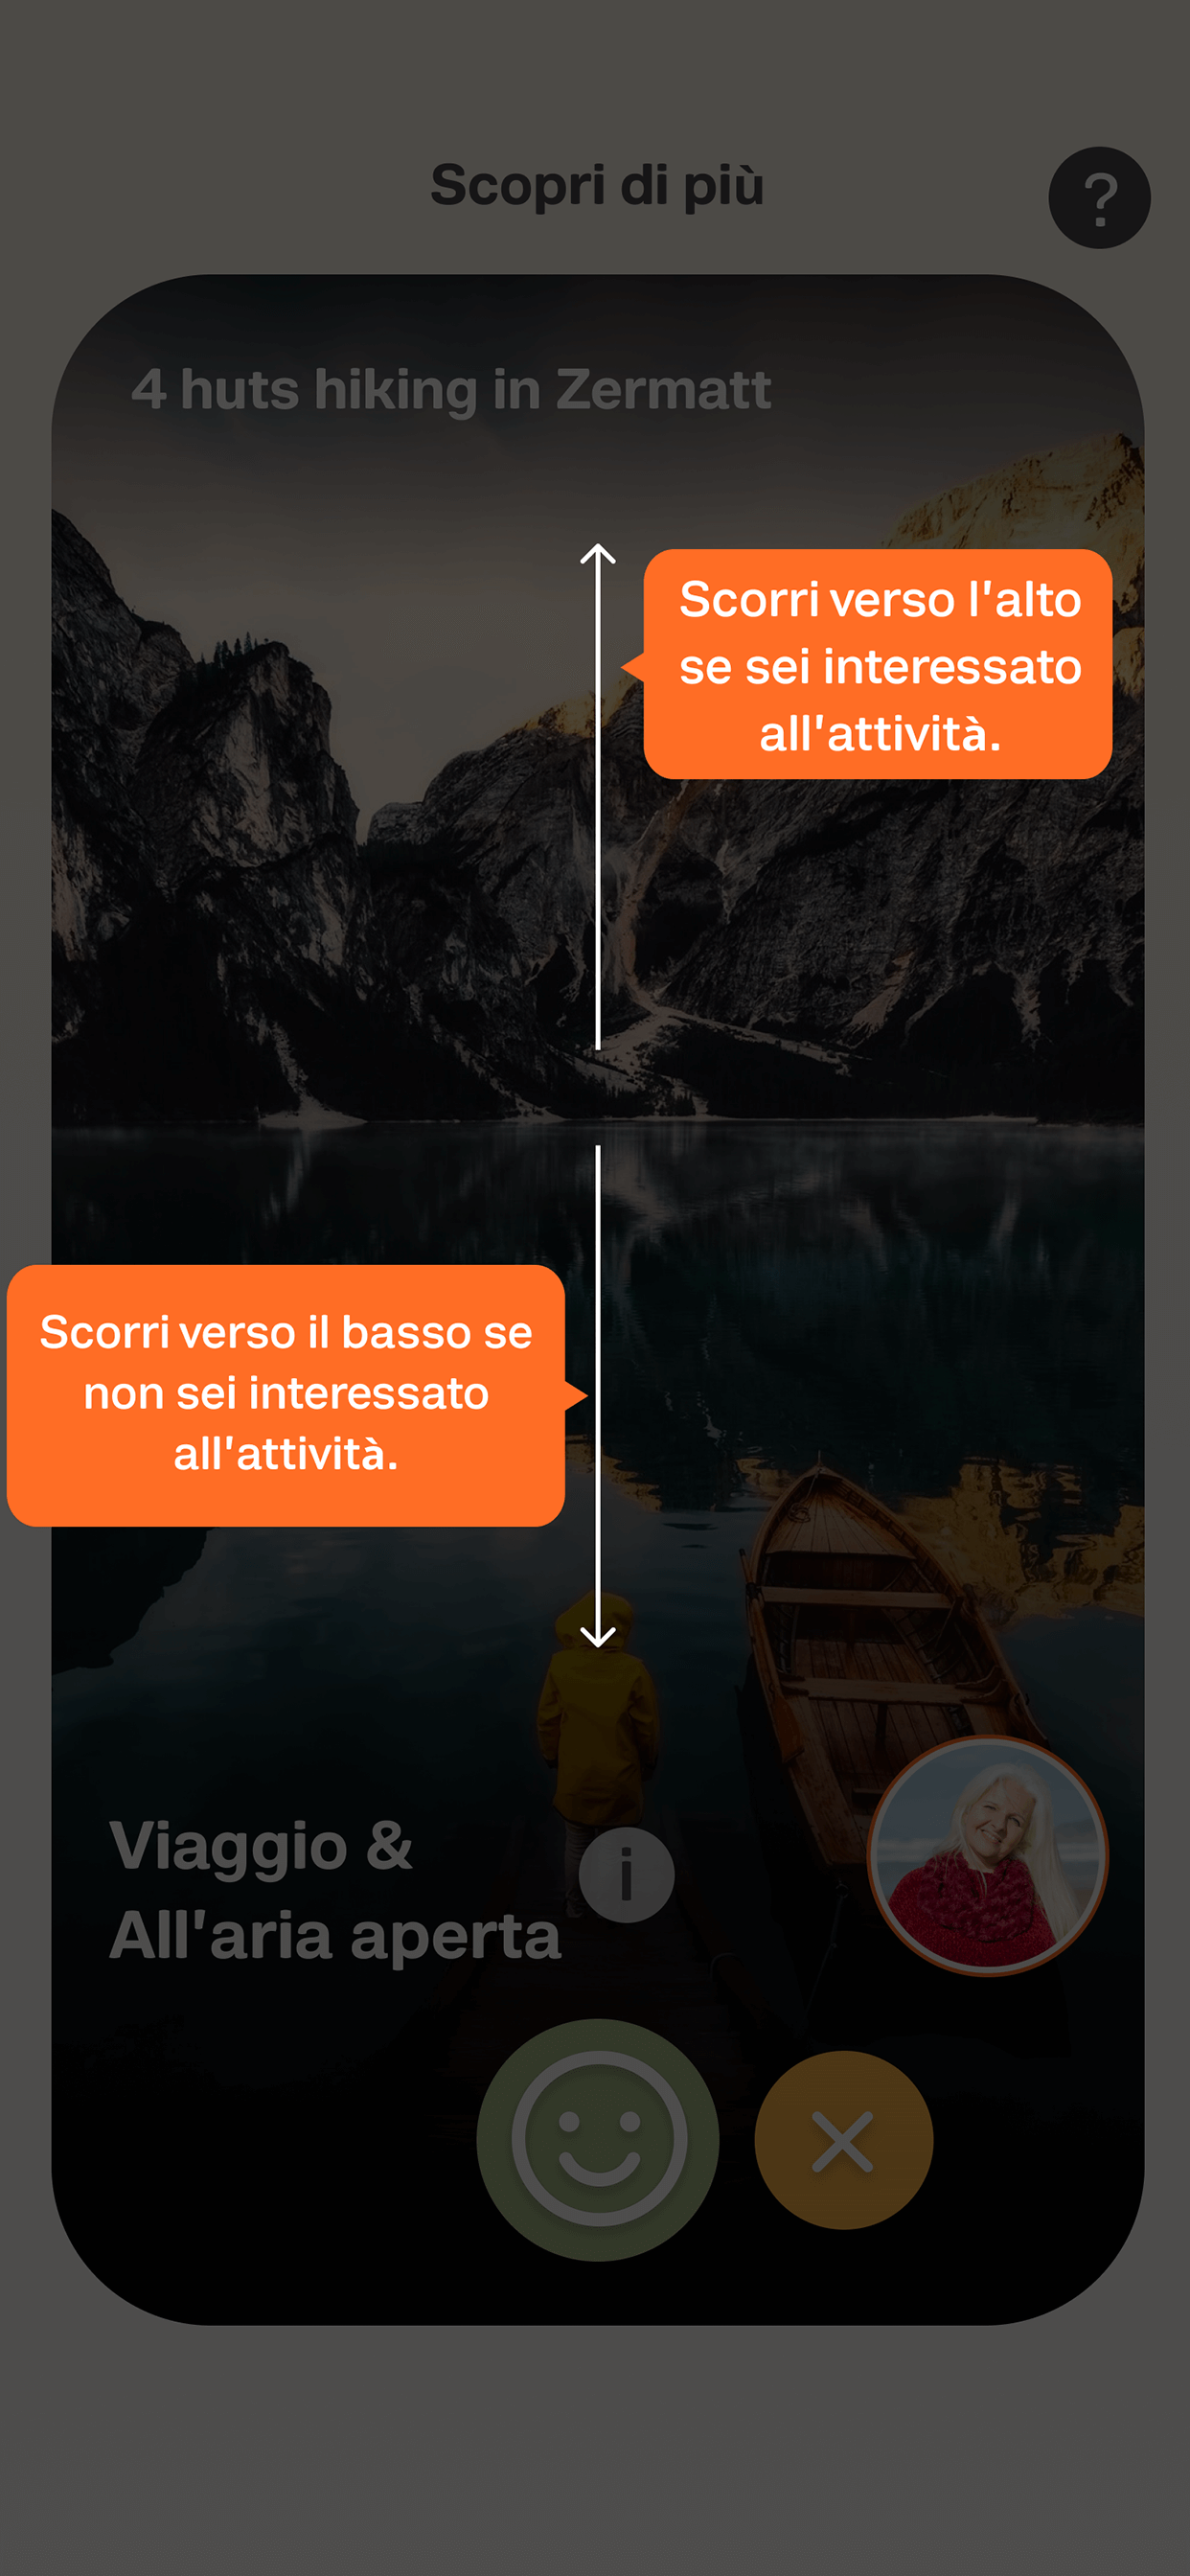 Scopri di più
?
4 huts hiking in Zermatt
Scorri verso l'alto
se sei interessato
all'attività.
Scorri verso il basso se
non sei interessato
all'attività.
Viaggio &
All'aria aperta
i